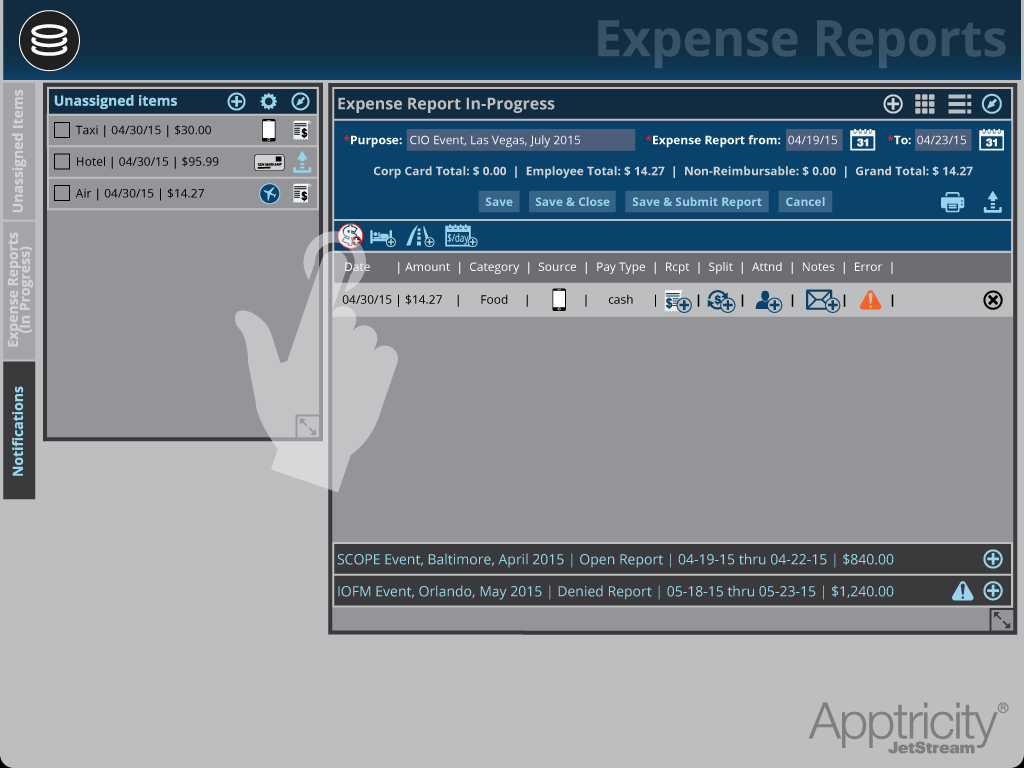 Expense Reports
Unassigned Items
Expense Reports
(In Progress)
Notifications
Unassigned items
Taxi | 04/30/15 | $30.00
Hotel | 04/30/15 | $95.99
Air | 04/30/15 | $14.27
Expense Report In-Progress
*Purpose: CIO Event, Las Vegas, July 2015 *Expense Report from: 04/19/15 31 *To: 04/23/15 31
Corp Card Total: $ 0.00 | Employee Total: $ 14.27 | Non-Reimbursable: $ 0.00 | Grand Total: $ 14.27
Save Save & Close Save & Submit Report Cancel
$ $/day
Date | Amount | Category | Source | Pay Type | Rcpt | Split | Attnd | Notes | Error |
04/30/15 | $14.27 | Food | | cash | $ | $ | | | |
SCOPE Event, Baltimore, April 2015 | Open Report | 04-19-15 thru 04-22-15 | $840.00
IOFM Event, Orlando, May 2015 | Denied Report | 05-18-15 thru 05-23-15 | $1,240.00
Apptricity®
JetStream